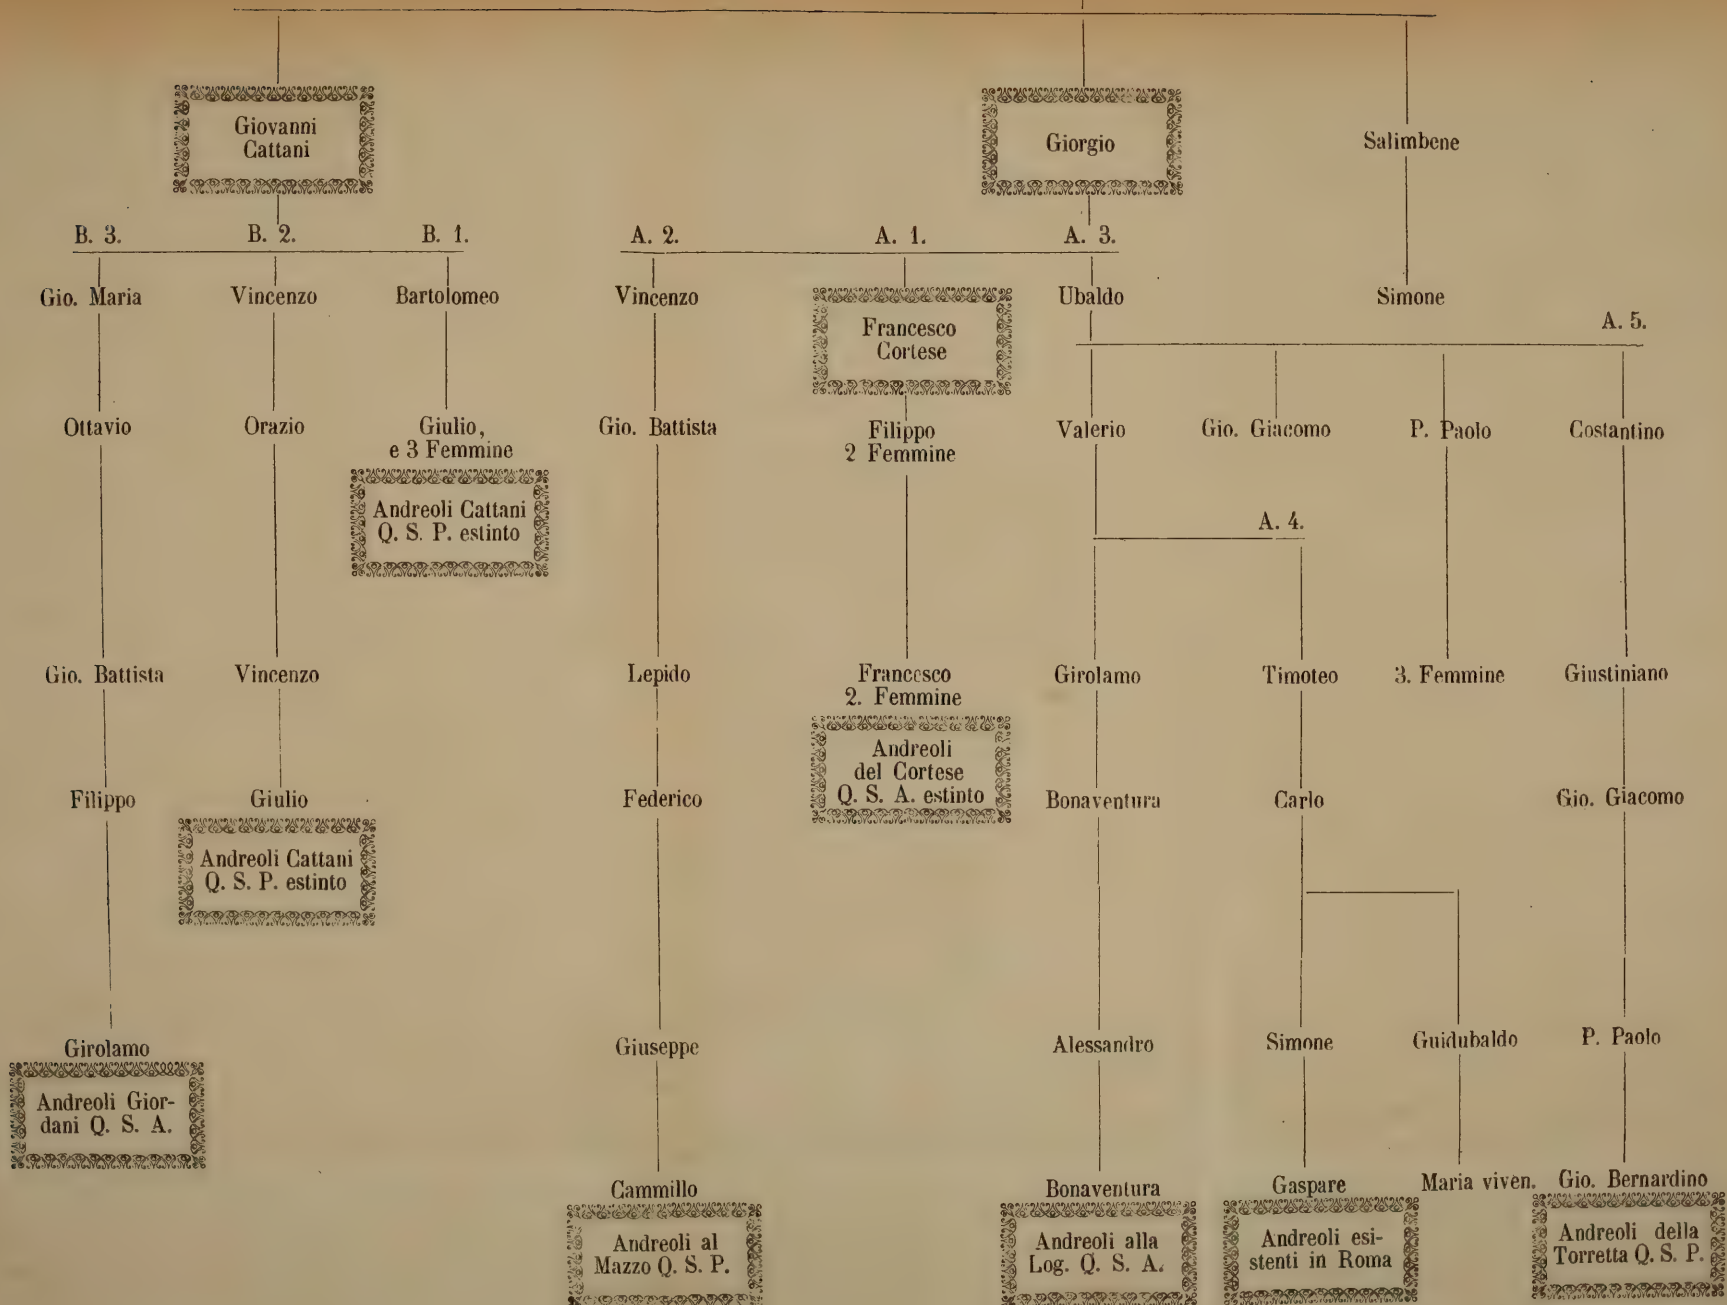 Giovanni
Cattani
Giorgio
Salimbene
B. 3.
B. 2.
B. 1.
A. 2.
A. 1.
A. 3.
Gio. Maria
Vincenzo
Bartolomeo
Vincenzo
Francesco
Cortese
Ubaldo
Simone
A. 5.
Ottavio
Orazio
Giulio,
e 3 Femmine
Andreoli Cattani
Q. S. P. estinto
Gio. Battista
Filippo
2 Femmine
Valerio
Gio. Giacomo
P. Paolo
Costantino
A. 4.
Gio. Battista
Vincenzo
Lepido
Francesco
2. Femmine
Andreoli
del Cortese
Q. S. A. estinto
Girolamo
Timoteo
3. Femmine
Giustiniano
Filippo
Giulio
Andreoli Cattani
Q. S. P. estinto
Federico
Bonaventura
Carlo
Gio. Giacomo
Girolamo
Andreoli Gior-
dani Q. S. A.
Giuseppe
Alessandro
Simone
Guidubaldo
P. Paolo
Cammillo
Andreoli al
Mazzo Q. S. P.
Bonaventura
Andreoli alla
Log. Q. S. A.
Gaspare
Andreoli esi-
stenti in Roma
Maria viven.
Gio. Bernardino
Andreoli della
Torretta Q. S. P.